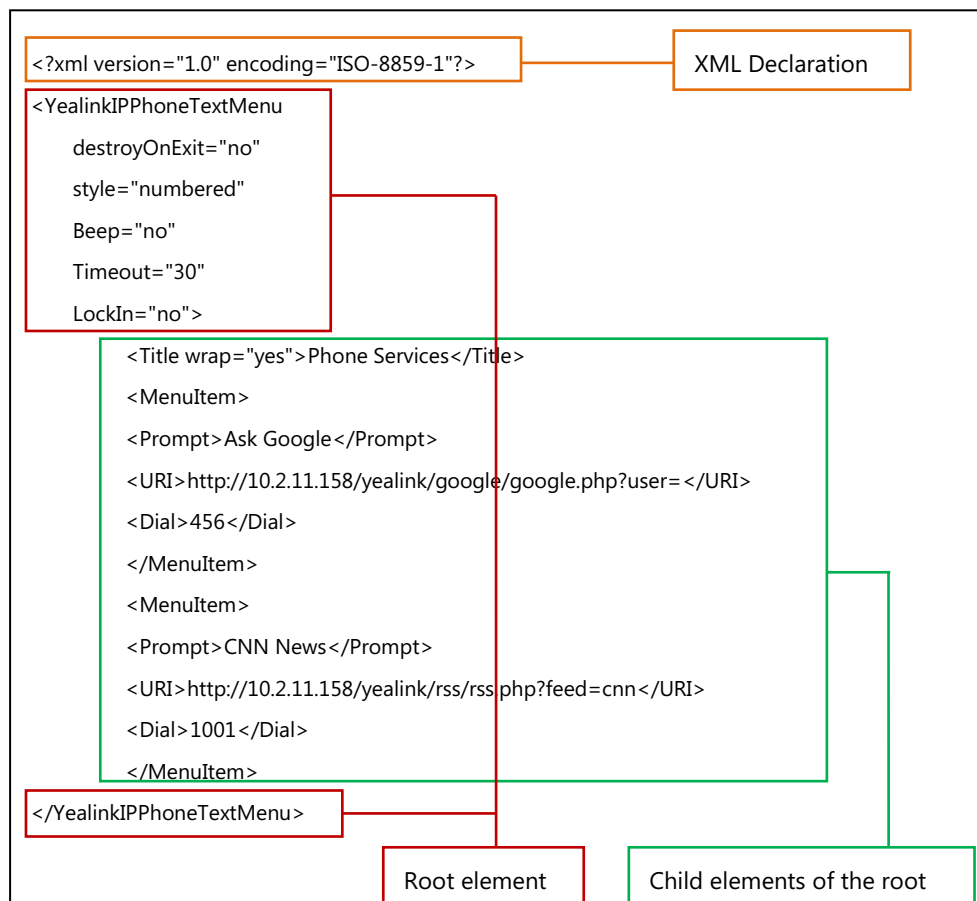 <?xml version="1.0" encoding="ISO-8859-1"?>
XML Declaration
<YealinkIPPhoneTextMenu
destroyOnExit="no"
style="numbered"
Beep="no"
Timeout="30"
LockIn="no">
<Title wrap="yes">Phone Services</Title>
<MenuItem>
<Prompt>Ask Google</Prompt>
<URI>http://10.2.11.158/yealink/google/google.php?user=</URI>
<Dial>456</Dial>
</MenuItem>
<MenuItem>
<Prompt>CNN News</Prompt>
<URI>http://10.2.11.158/yealink/rss/rss.php?feed=cnn</URI>
<Dial>1001</Dial>
</MenuItem>
</YealinkIPPhoneTextMenu>
Root element
Child elements of the root